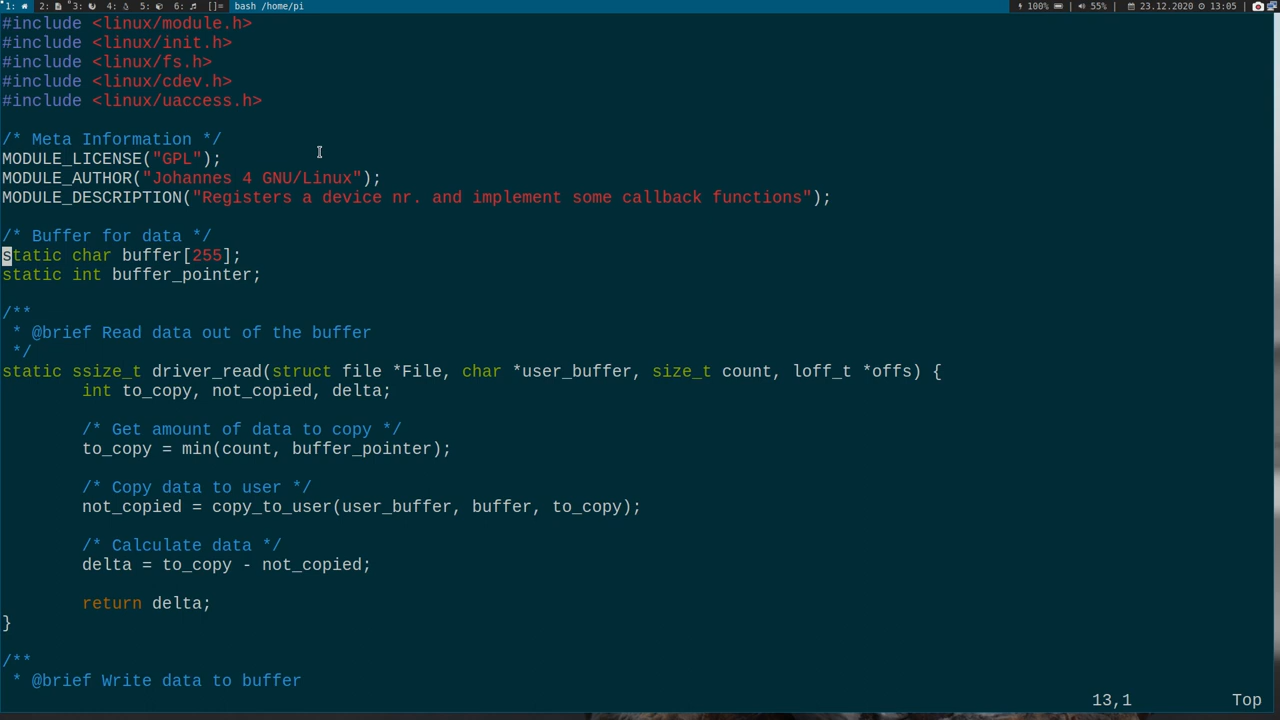 1: 2: 3: 4: 5: 6: []= bash /home/pi 100% | 55% | 23.12.2020 13:05 |
#include <linux/module.h>
#include <linux/init.h>
#include <linux/fs.h>
#include <linux/cdev.h>
#include <linux/uaccess.h>
/* Meta Information */
MODULE_LICENSE("GPL");
MODULE_AUTHOR("Johannes 4 GNU/Linux");
MODULE_DESCRIPTION("Registers a device nr. and implement some callback functions");
/* Buffer for data */
static char buffer[255];
static int buffer_pointer;
/**
 * @brief Read data out of the buffer
 */
static ssize_t driver_read(struct file *File, char *user_buffer, size_t count, loff_t *offs) {
        int to_copy, not_copied, delta;
        /* Get amount of data to copy */
        to_copy = min(count, buffer_pointer);
        /* Copy data to user */
        not_copied = copy_to_user(user_buffer, buffer, to_copy);
        /* Calculate data */
        delta = to_copy - not_copied;
        return delta;
}
/**
 * @brief Write data to buffer
13,1 Top